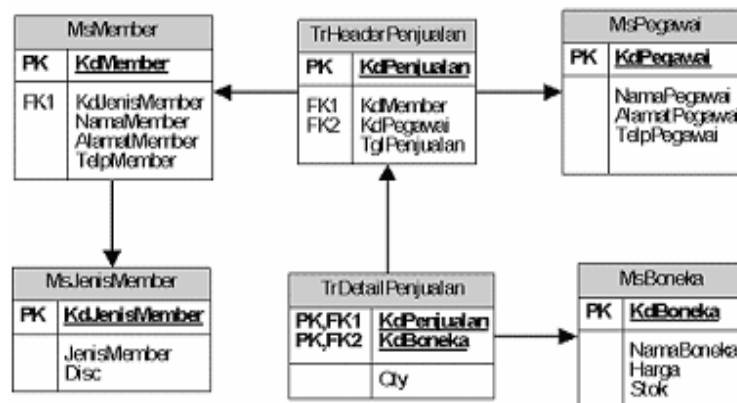 MsMember
PK KdMember
FK1 KdJenisMember
NamaMember
AlamatMember
TelpMember
TrHeaderPenjualan
PK KdPenjualan
FK1 KdMember
FK2 KdPegawai
TglPenjualan
MsPegawai
PK KdPegawai
NamaPegawai
AlamatPegawai
TelpPegawai
MsJenisMember
PK KdJenisMember
JenisMember
Disc
TrDetailPenjualan
PK,FK1 KdPenjualan
PK,FK2 KdBoneka
Qty
MsBoneka
PK KdBoneka
NamaBoneka
Harga
Stok